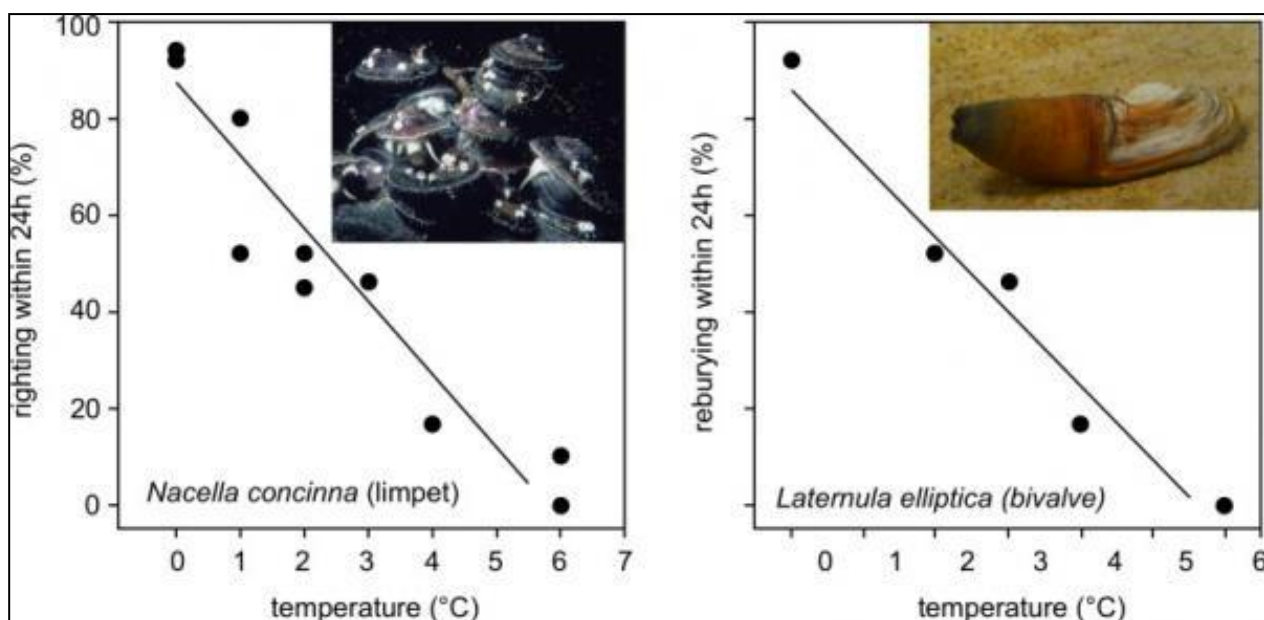 righting within 24h (%)
100
80
60
40
20
0
Nacella concinna (limpet)
0 1 2 3 4 5 6 7
temperature (°C)
reburying within 24h (%)
Laternula elliptica (bivalve)
0 1 2 3 4 5 6
temperature (°C)